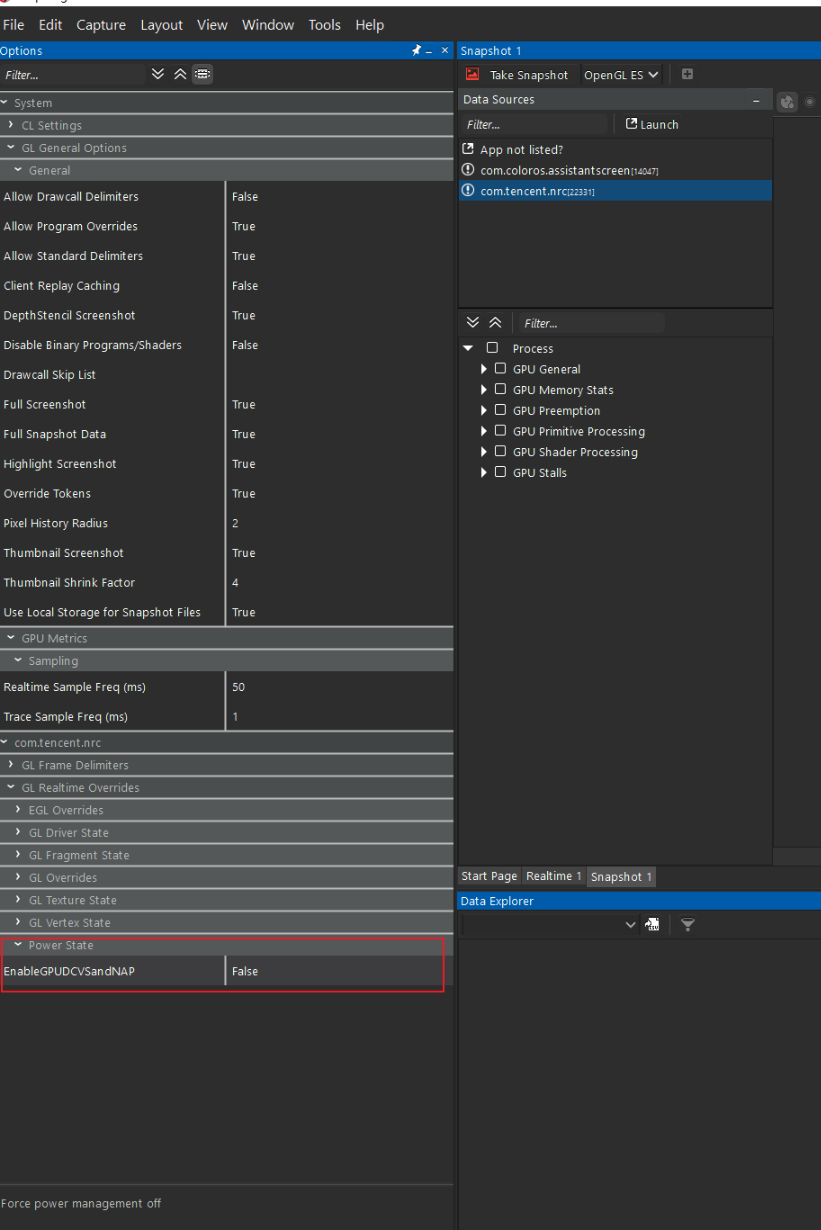 File Edit Capture Layout View Window Tools Help
Options
Filter...
System
CL Settings
GL General Options
General
Allow Drawcall Delimiters False
Allow Program Overrides True
Allow Standard Delimiters True
Client Replay Caching False
DepthStencil Screenshot True
Disable Binary Programs/Shaders False
Drawcall Skip List
Full Screenshot True
Full Snapshot Data True
Highlight Screenshot True
Override Tokens True
Pixel History Radius 2
Thumbnail Screenshot True
Thumbnail Shrink Factor 4
Use Local Storage for Snapshot Files True
GPU Metrics
Sampling
Realtime Sample Freq (ms) 50
Trace Sample Freq (ms) 1
com.tencent.nrc
GL Frame Delimiters
GL Realtime Overrides
EGL Overrides
GL Driver State
GL Fragment State
GL Overrides
GL Texture State
GL Vertex State
Power State
EnableGPUDCVSandNAP False
Force power management off
Snapshot 1
Take Snapshot OpenGL ES
Data Sources
Filter... Launch
App not listed?
com.coloros.assistantscreen[14047]
com.tencent.nrc[22331]
Filter...
Process
GPU General
GPU Memory Stats
GPU Preemption
GPU Primitive Processing
GPU Shader Processing
GPU Stalls
Start Page Realtime 1 Snapshot 1
Data Explorer